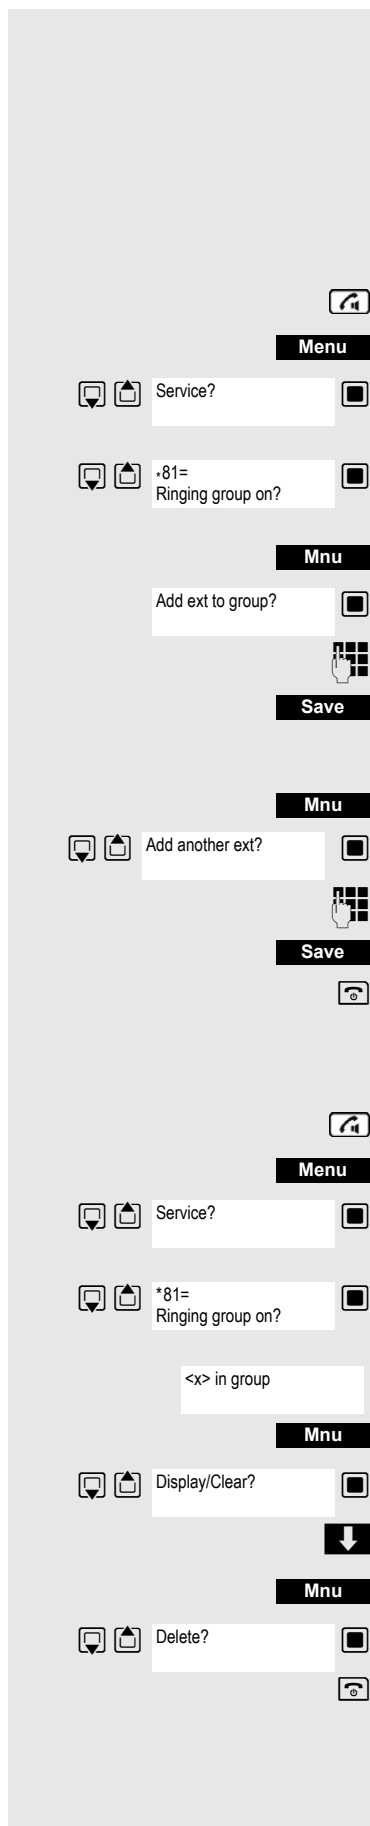 Menu
Service?
*81=
Ringing group on?
Mnu
Add ext to group?
Save
Mnu
Add another ext?
Save
Menu
Service?
*81=
Ringing group on?
<x> in group
Mnu
Display/Clear?
Mnu
Delete?